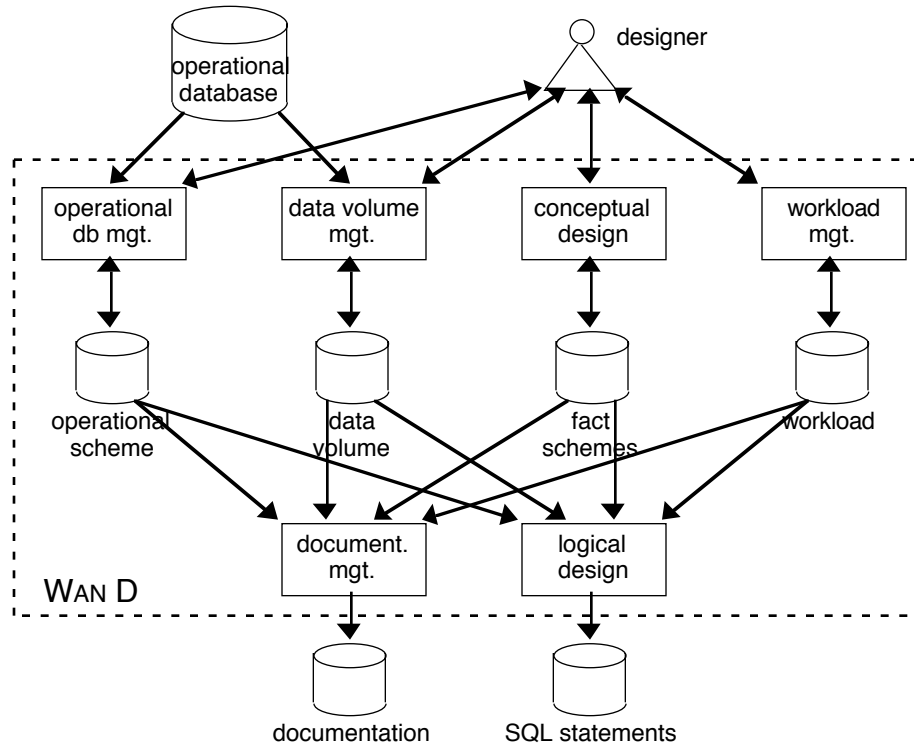 operational
database
designer
operational
db mgt.
data volume
mgt.
conceptual
design
workload
mgt.
operational
scheme
data
volume
fact
schemes
workload
document.
mgt.
logical
design
WAN D
documentation
SQL statements